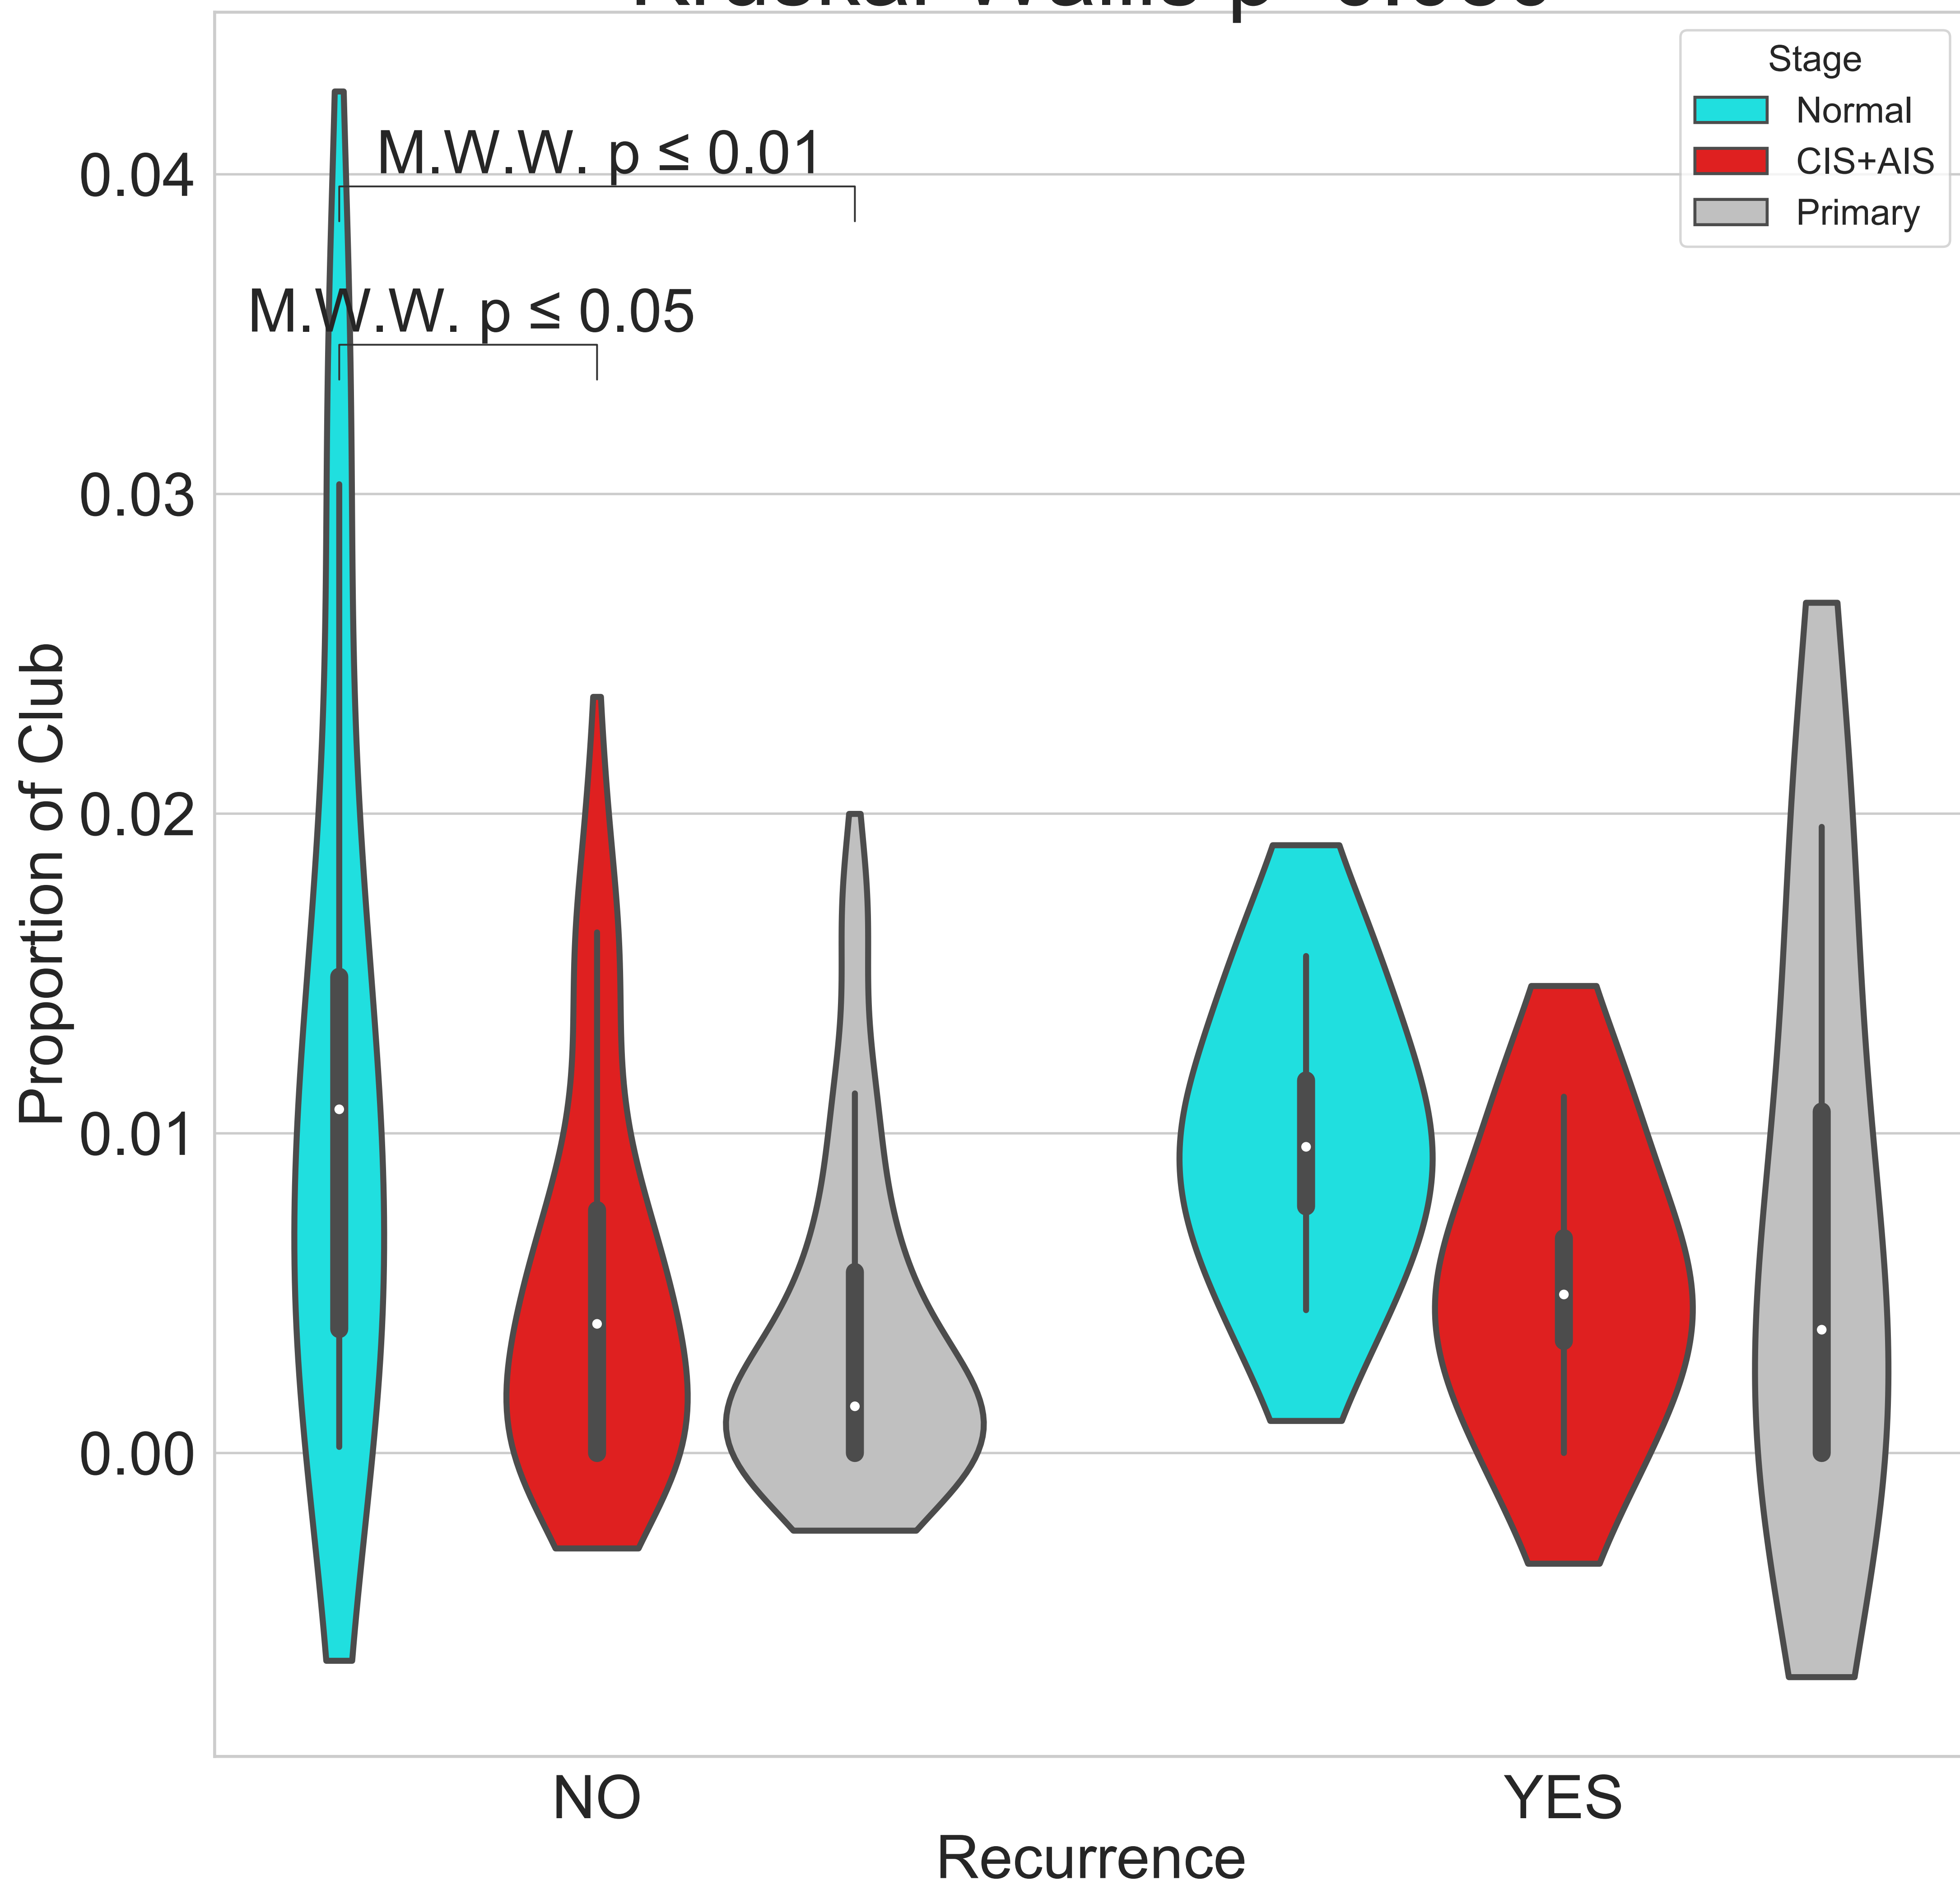 Stage
Normal
CIS+AIS
Primary
M.W.W. p ≤ 0.01
M.W.W. p ≤ 0.05
0.04
0.03
0.02
0.01
0.00
Proportion of Club
NO
YES
Recurrence